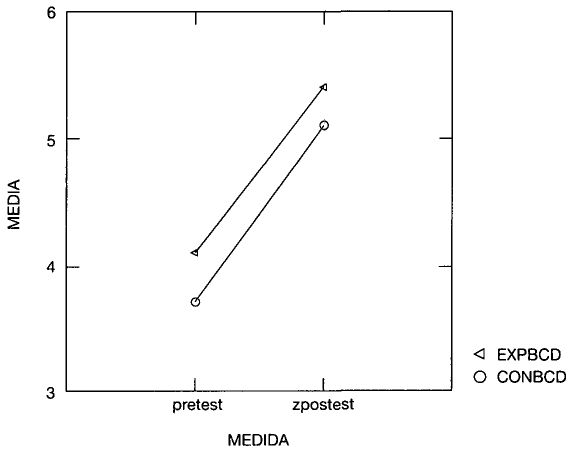 6
5
4
3
MEDIA
pretest
zpostest
MEDIDA
EXPBCD
CONBCD